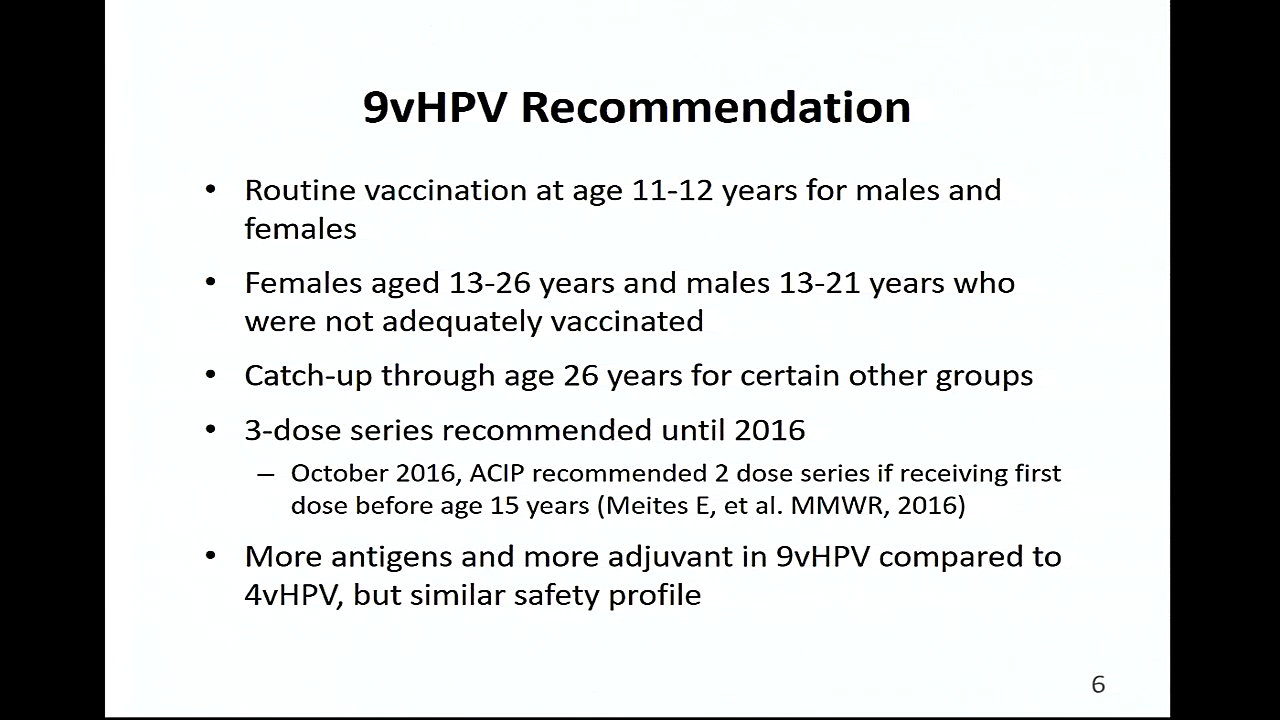 9vHPV Recommendation
• Routine vaccination at age 11-12 years for males and
females
• Females aged 13-26 years and males 13-21 years who
were not adequately vaccinated
• Catch-up through age 26 years for certain other groups
• 3-dose series recommended until 2016
– October 2016, ACIP recommended 2 dose series if receiving first
dose before age 15 years (Meites E, et al. MMWR, 2016)
• More antigens and more adjuvant in 9vHPV compared to
4vHPV, but similar safety profile
6